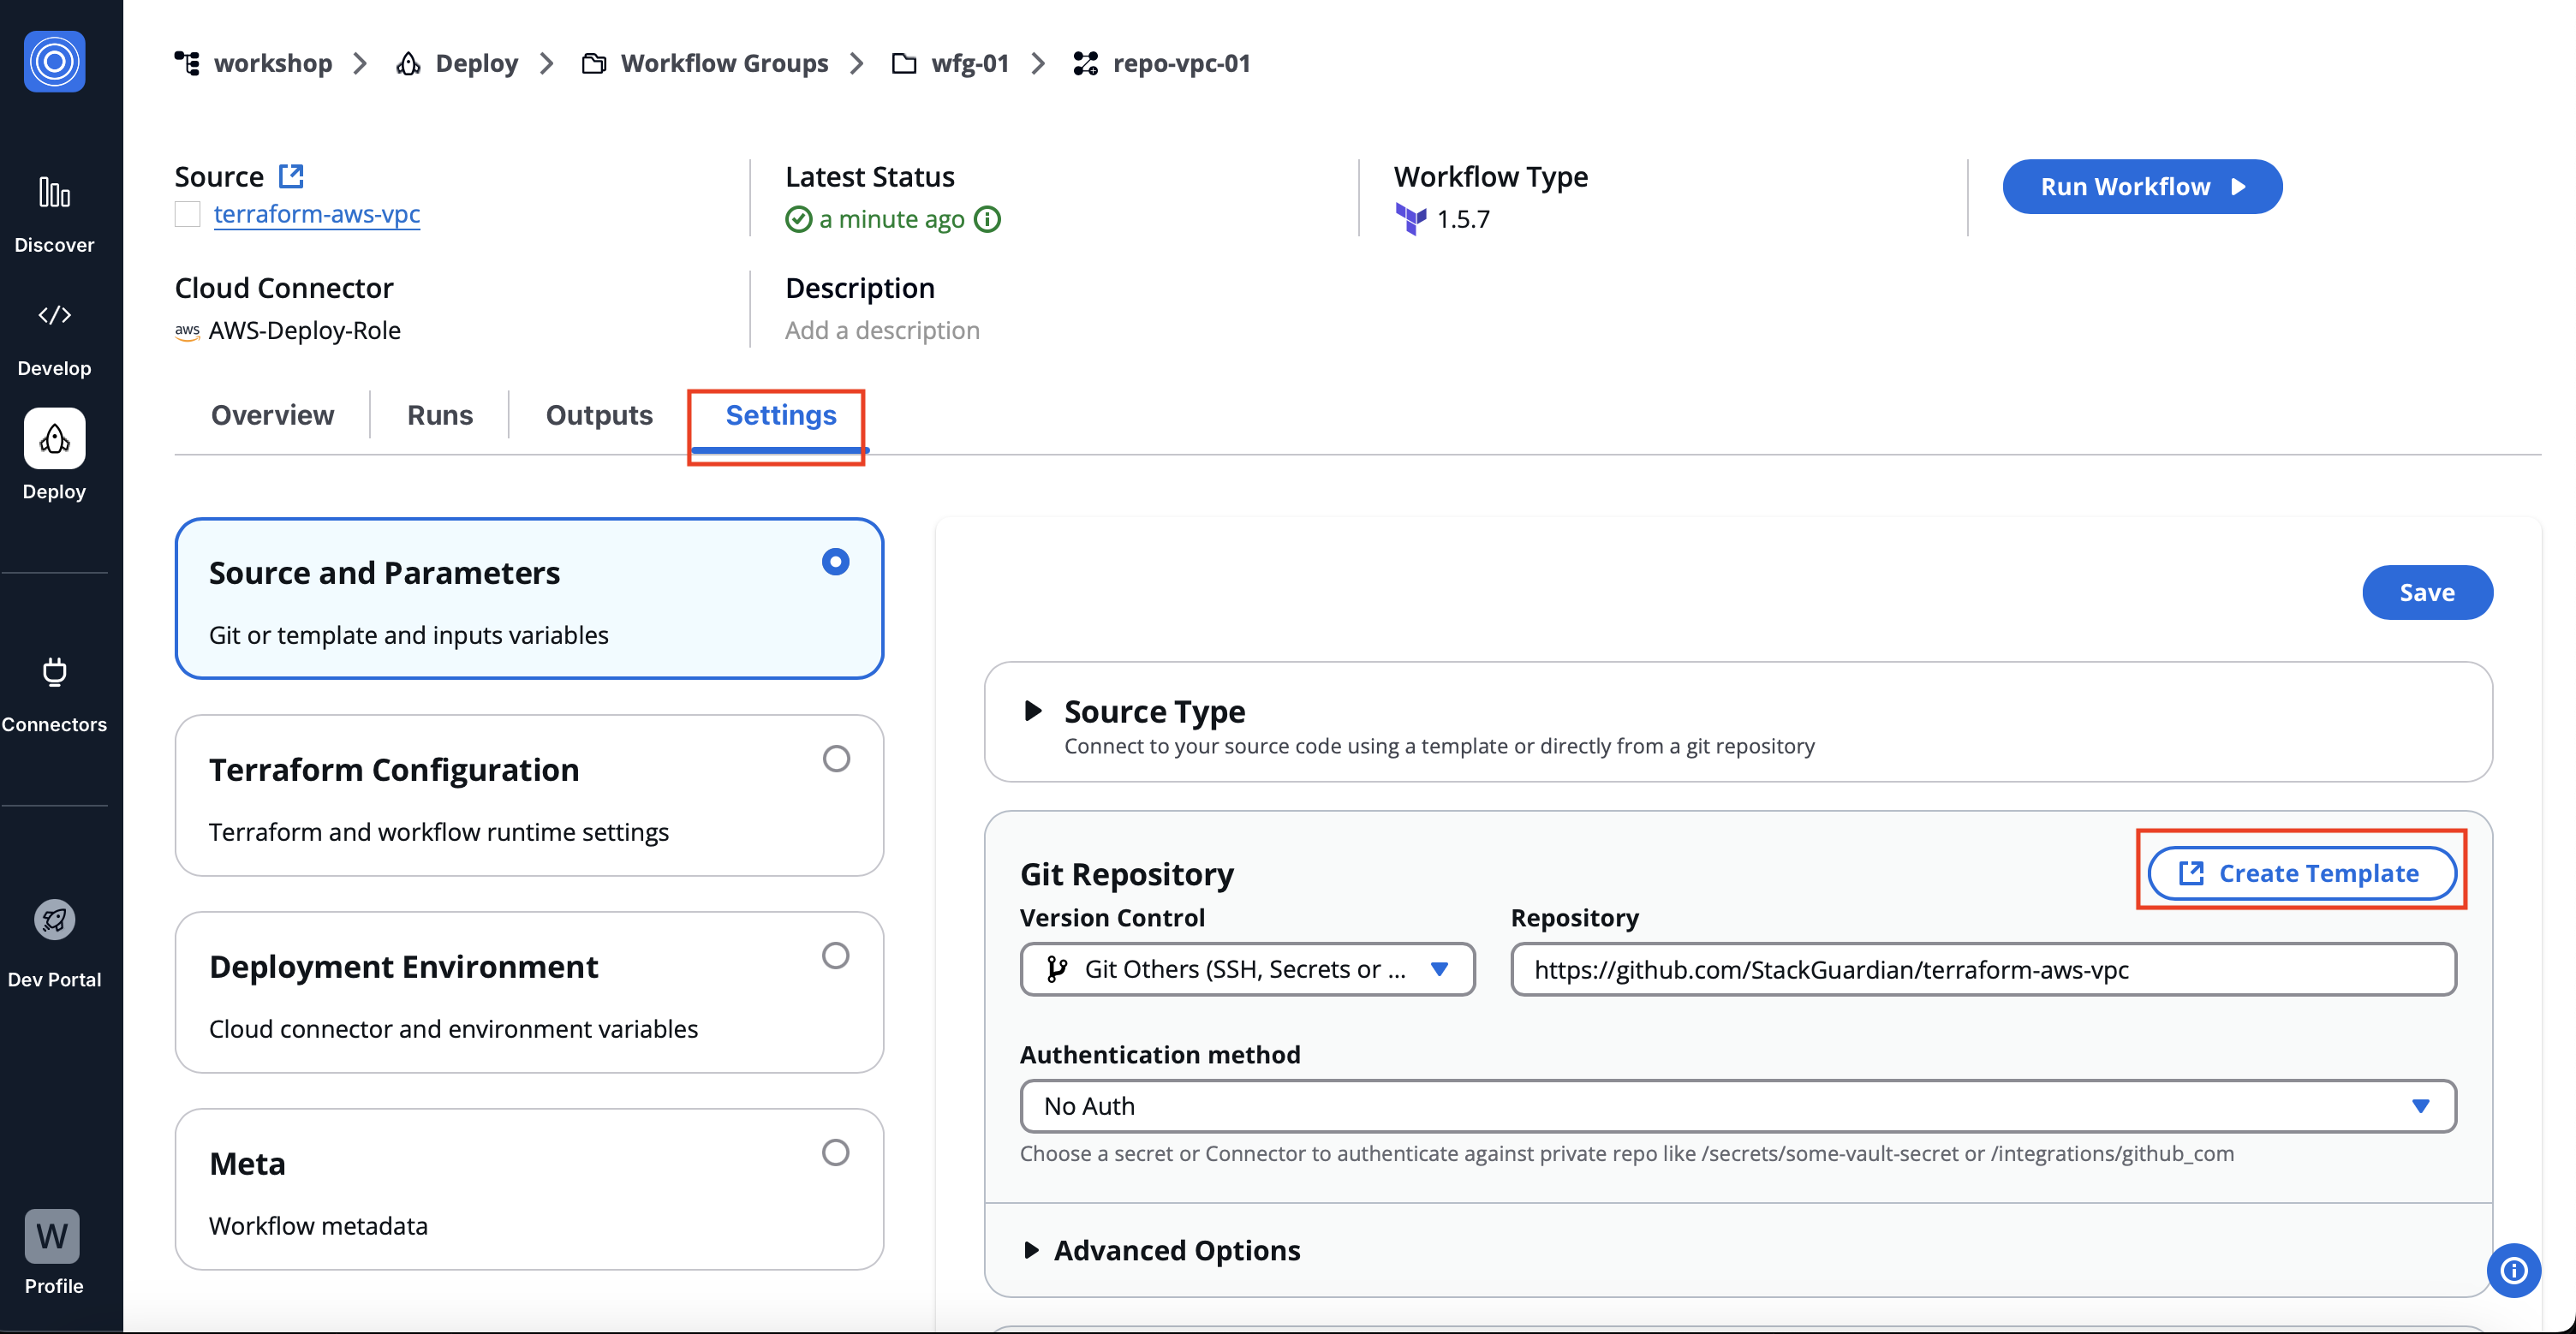 workshop > Deploy > Workflow Groups > wfg-01 > repo-vpc-01
Discover
Develop
Deploy
Connectors
Dev Portal
W
Profile
Source
terraform-aws-vpc
Latest Status
a minute ago
Workflow Type
1.5.7
Run Workflow
Cloud Connector
aws AWS-Deploy-Role
Description
Add a description
Overview
Runs
Outputs
Settings
Source and Parameters
Git or template and inputs variables
Terraform Configuration
Terraform and workflow runtime settings
Deployment Environment
Cloud connector and environment variables
Meta
Workflow metadata
Save
Source Type
Connect to your source code using a template or directly from a git repository
Git Repository
Create Template
Version Control
Git Others (SSH, Secrets or ...
Repository
https://github.com/StackGuardian/terraform-aws-vpc
Authentication method
No Auth
Choose a secret or Connector to authenticate against private repo like /secrets/some-vault-secret or /integrations/github_com
Advanced Options